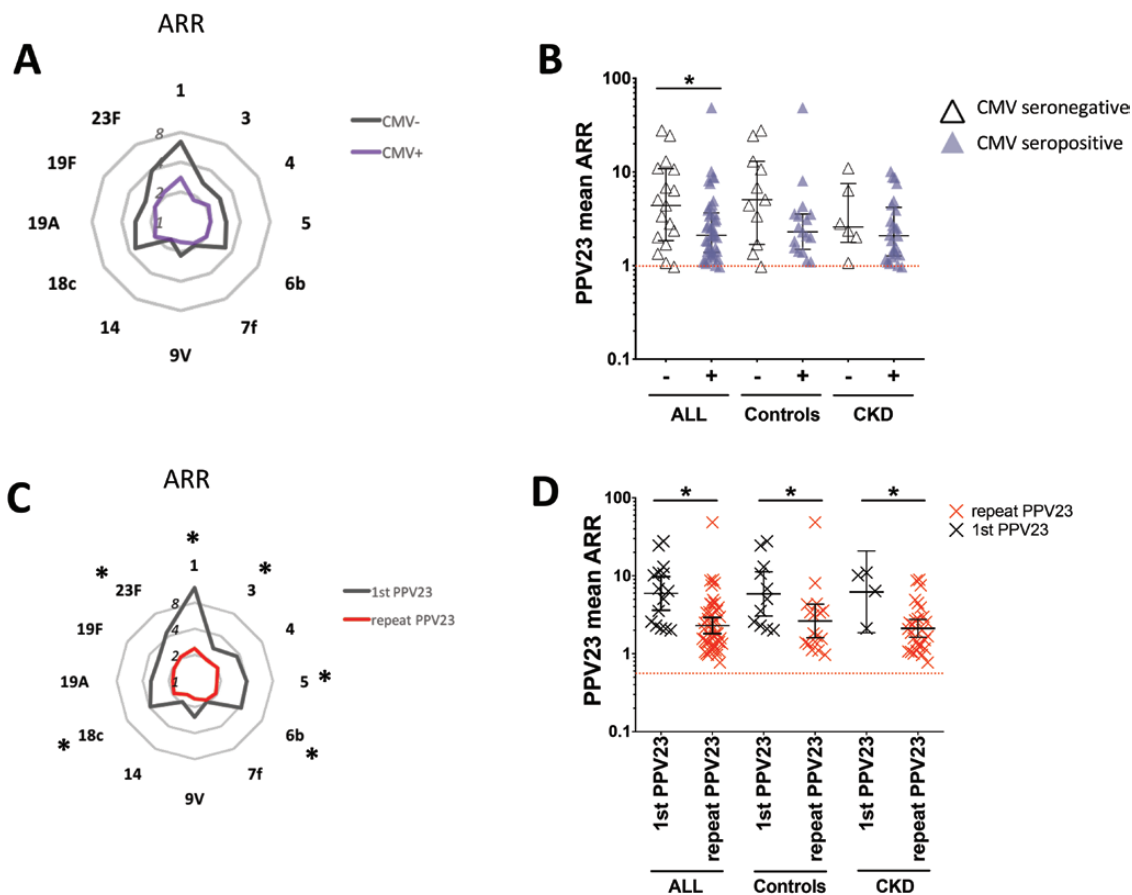 ARR
A
1
3
4
5
6b
7f
9V
14
18c
19A
19F
23F
8
4
2
1
CMV-
CMV+
B
*
100
10
1
0.1
PPV23 mean ARR
- + - + - +
ALL Controls CKD
CMV seronegative
CMV seropositive
ARR
C
*
1
*
3
4
5 *
6b
*
7f
9V
14
18c
*
19A
19F
23F
*
8
4
2
1
1st PPV23
repeat PPV23
D
* * *
100
10
1
0.1
PPV23 mean ARR
1st PPV23
repeat PPV23
1st PPV23
repeat PPV23
1st PPV23
repeat PPV23
ALL Controls CKD
repeat PPV23
1st PPV23